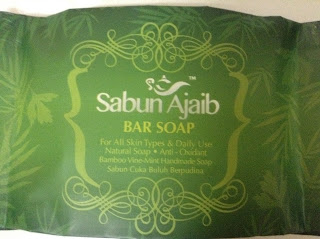 Sabun Ajaib™
BAR SOAP
For All Skin Types & Daily Use
Natural Soap • Anti - Oxidant
Bamboo Vine-Mint Handmade Soap
Sabun Cuka Buluh Berpudina